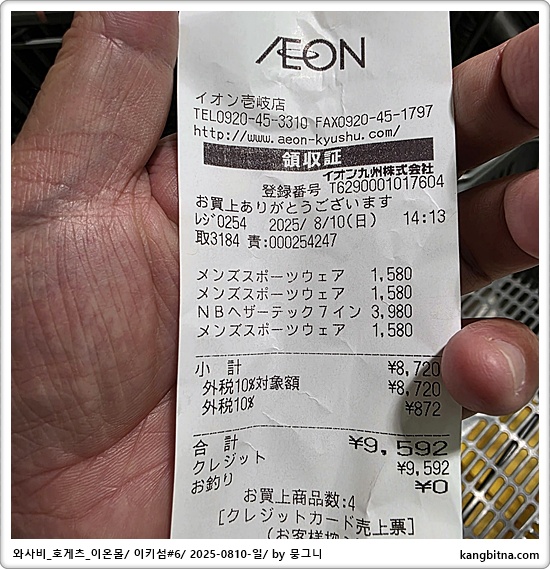 ÆON
イオン壱岐店
TEL0920-45-3310 FAX0920-45-1797
http://www.aeon-kyushu.com/
領収証
イオン九州株式会社
登録番号 T6290001017604
お買上ありがとうございます
ﾚｼﾞ0254 2025/ 8/10(日) 14:13
取3184 責:000254247
メンズスポーツウェア 1,580
メンズスポーツウェア 1,580
NBヘザーテック7イン 3,980
メンズスポーツウェア 1,580
小 計 ¥8,720
外税10%対象額 ¥8,720
外税10% ¥872
合 計 ¥9,592
クレジット ¥9,592
お釣り ¥0
お買上商品数:4
[クレジットカード売上票]
(お客様控
와사비_호게츠_이온몰/ 이키섬#6/ 2025-0810-일/ by 뭉그니
kangbitna.com